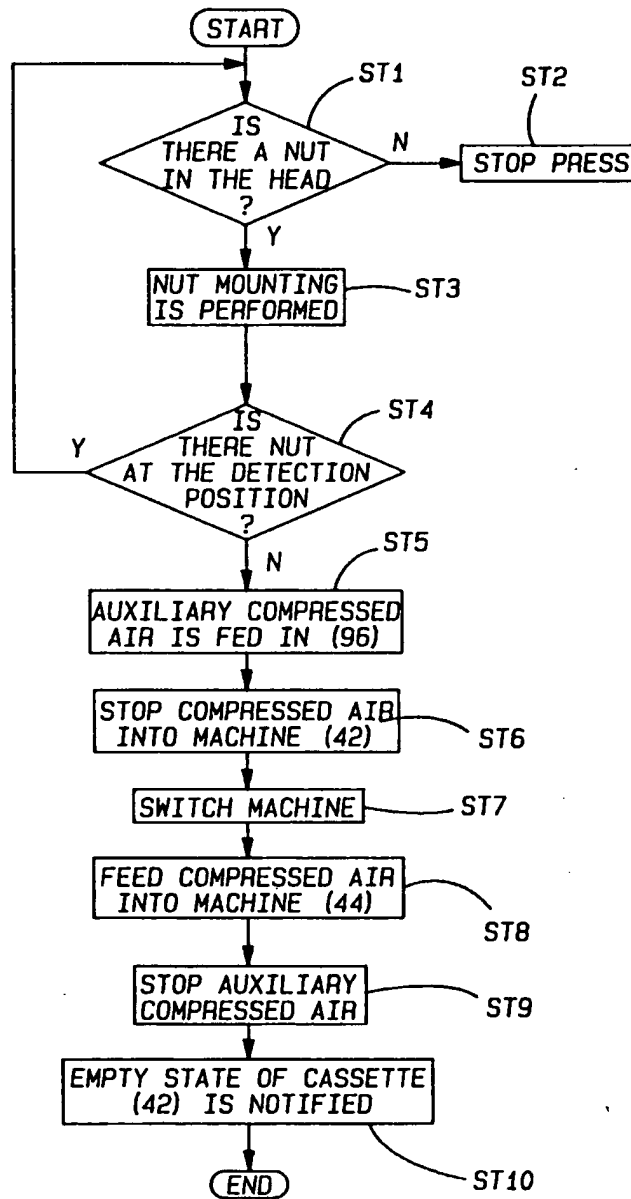 START
ST1
ST2
IS
THERE A NUT
IN THE HEAD
?
N
STOP PRESS
Y
NUT MOUNTING
IS PERFORMED
ST3
ST4
IS
THERE NUT
AT THE DETECTION
POSITION
?
Y
N
ST5
AUXILIARY COMPRESSED
AIR IS FED IN (96)
STOP COMPRESSED AIR
INTO MACHINE (42)
ST6
SWITCH MACHINE
ST7
FEED COMPRESSED AIR
INTO MACHINE (44)
ST8
STOP AUXILIARY
COMPRESSED AIR
ST9
EMPTY STATE OF CASSETTE
(42) IS NOTIFIED
ST10
END